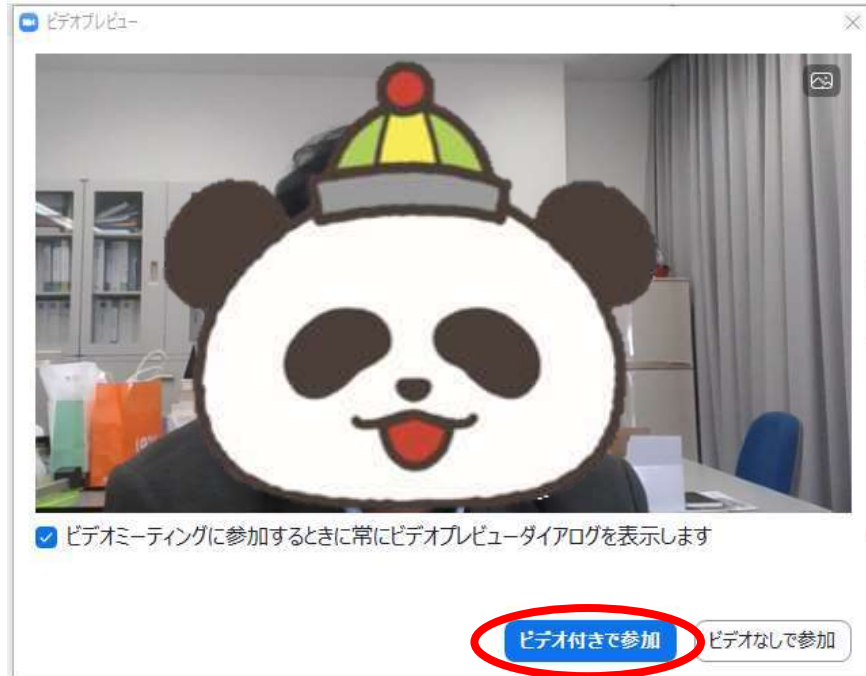 ビデオプレビュー
ビデオミーティングに参加するときに常にビデオプレビューダイアログを表示します
ビデオ付きで参加
ビデオなしで参加